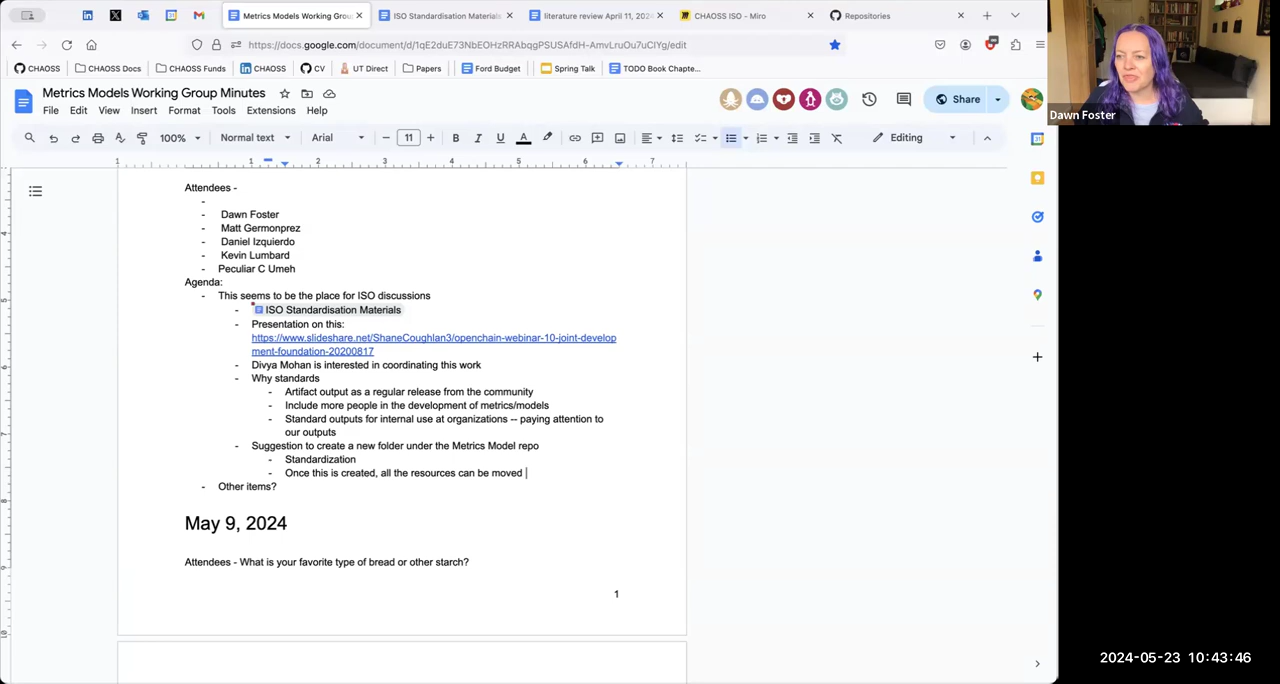 Metrics Models Working Grou
ISO Standardisation Materials
literature review April 11, 2024
CHAOSS ISO - Miro
Repositories
https://docs.google.com/document/d/1qE2duE73NbEOHzRRAbqgPSUSAfdH-AmvLruOu7uCIYg/edit
CHAOSS
CHAOSS Docs
CHAOSS Funds
CHAOSS
CV
UT Direct
Papers
Ford Budget
Spring Talk
TODO Book Chapte...
Metrics Models Working Group Minutes
File Edit View Insert Format Tools Extensions Help
Share
100% Normal text Arial 11 Editing
Dawn Foster
1 1 2 3 4 5 6 7
Attendees -
-
- Dawn Foster
- Matt Germonprez
- Daniel Izquierdo
- Kevin Lumbard
- Peculiar C Umeh
Agenda:
- This seems to be the place for ISO discussions
- ISO Standardisation Materials
- Presentation on this:
https://www.slideshare.net/ShaneCoughlan3/openchain-webinar-10-joint-develop
ment-foundation-20200817
- Divya Mohan is interested in coordinating this work
- Why standards
- Artifact output as a regular release from the community
- Include more people in the development of metrics/models
- Standard outputs for internal use at organizations -- paying attention to
our outputs
- Suggestion to create a new folder under the Metrics Model repo
- Standardization
- Once this is created, all the resources can be moved
- Other items?
May 9, 2024
Attendees - What is your favorite type of bread or other starch?
1
2024-05-23 10:43:46